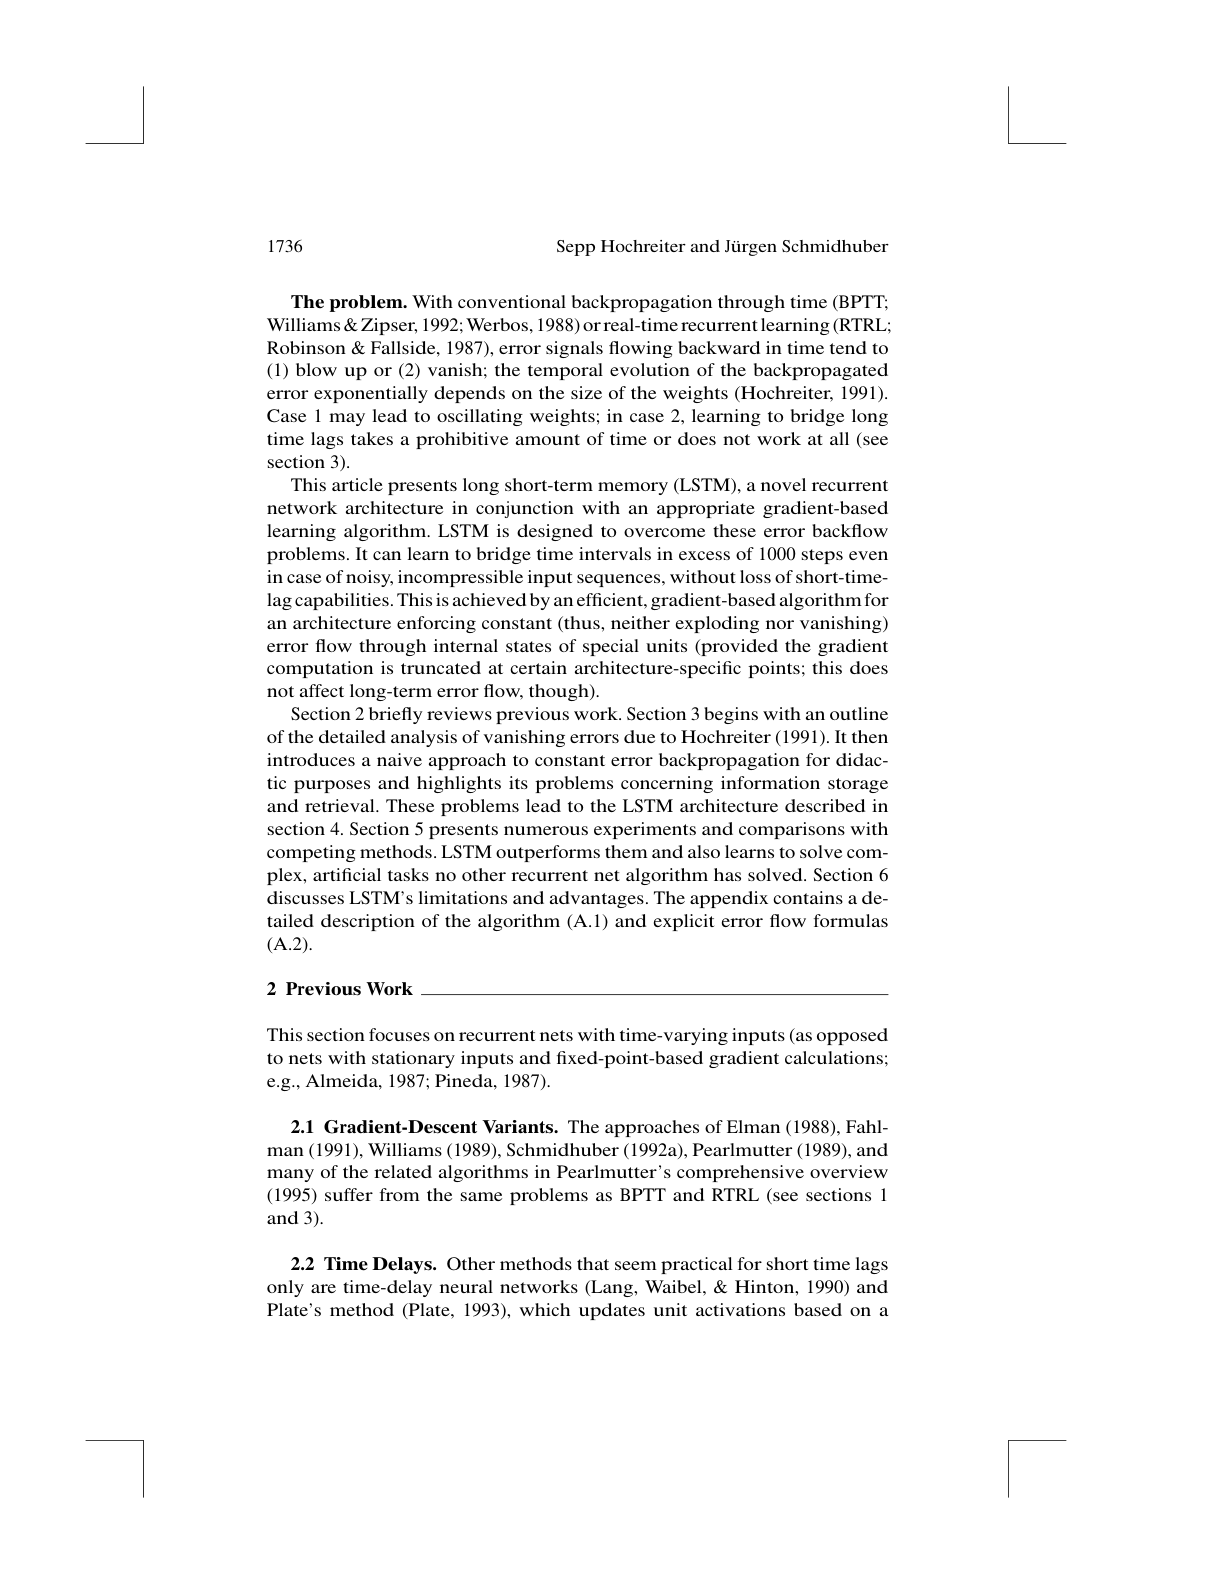 1736 Sepp Hochreiter and Jürgen Schmidhuber
The problem. With conventional backpropagation through time (BPTT;
Williams & Zipser, 1992; Werbos, 1988) or real-time recurrent learning (RTRL;
Robinson & Fallside, 1987), error signals flowing backward in time tend to
(1) blow up or (2) vanish; the temporal evolution of the backpropagated
error exponentially depends on the size of the weights (Hochreiter, 1991).
Case 1 may lead to oscillating weights; in case 2, learning to bridge long
time lags takes a prohibitive amount of time or does not work at all (see
section 3).
This article presents long short-term memory (LSTM), a novel recurrent
network architecture in conjunction with an appropriate gradient-based
learning algorithm. LSTM is designed to overcome these error backflow
problems. It can learn to bridge time intervals in excess of 1000 steps even
in case of noisy, incompressible input sequences, without loss of short-time-
lag capabilities. This is achieved by an efficient, gradient-based algorithm for
an architecture enforcing constant (thus, neither exploding nor vanishing)
error flow through internal states of special units (provided the gradient
computation is truncated at certain architecture-specific points; this does
not affect long-term error flow, though).
Section 2 briefly reviews previous work. Section 3 begins with an outline
of the detailed analysis of vanishing errors due to Hochreiter (1991). It then
introduces a naive approach to constant error backpropagation for didac-
tic purposes and highlights its problems concerning information storage
and retrieval. These problems lead to the LSTM architecture described in
section 4. Section 5 presents numerous experiments and comparisons with
competing methods. LSTM outperforms them and also learns to solve com-
plex, artificial tasks no other recurrent net algorithm has solved. Section 6
discusses LSTM's limitations and advantages. The appendix contains a de-
tailed description of the algorithm (A.1) and explicit error flow formulas
(A.2).
2 Previous Work
This section focuses on recurrent nets with time-varying inputs (as opposed
to nets with stationary inputs and fixed-point-based gradient calculations;
e.g., Almeida, 1987; Pineda, 1987).
2.1 Gradient-Descent Variants. The approaches of Elman (1988), Fahl-
man (1991), Williams (1989), Schmidhuber (1992a), Pearlmutter (1989), and
many of the related algorithms in Pearlmutter's comprehensive overview
(1995) suffer from the same problems as BPTT and RTRL (see sections 1
and 3).
2.2 Time Delays. Other methods that seem practical for short time lags
only are time-delay neural networks (Lang, Waibel, & Hinton, 1990) and
Plate's method (Plate, 1993), which updates unit activations based on a